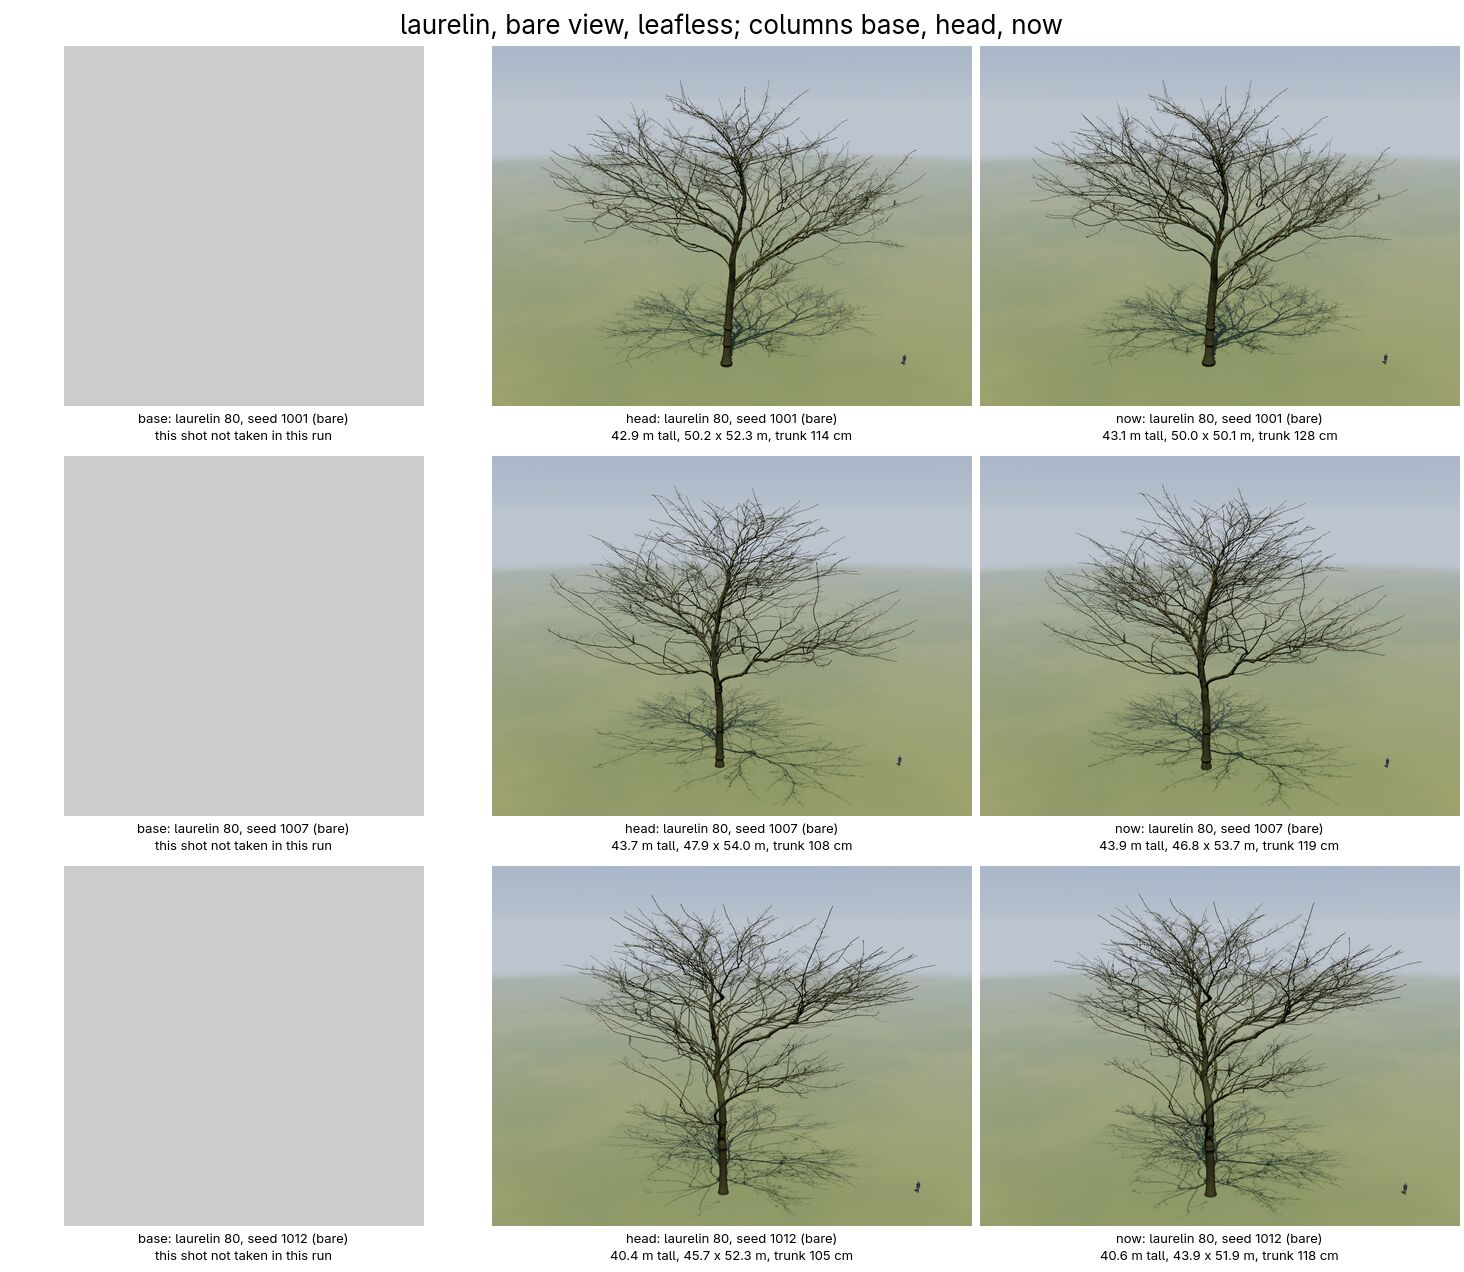 laurelin, bare view, leafless; columns base, head, now
base: laurelin 80, seed 1001 (bare)
this shot not taken in this run
head: laurelin 80, seed 1001 (bare)
42.9 m tall, 50.2 x 52.3 m, trunk 114 cm
now: laurelin 80, seed 1001 (bare)
43.1 m tall, 50.0 x 50.1 m, trunk 128 cm
base: laurelin 80, seed 1007 (bare)
this shot not taken in this run
head: laurelin 80, seed 1007 (bare)
43.7 m tall, 47.9 x 54.0 m, trunk 108 cm
now: laurelin 80, seed 1007 (bare)
43.9 m tall, 46.8 x 53.7 m, trunk 119 cm
base: laurelin 80, seed 1012 (bare)
this shot not taken in this run
head: laurelin 80, seed 1012 (bare)
40.4 m tall, 45.7 x 52.3 m, trunk 105 cm
now: laurelin 80, seed 1012 (bare)
40.6 m tall, 43.9 x 51.9 m, trunk 118 cm